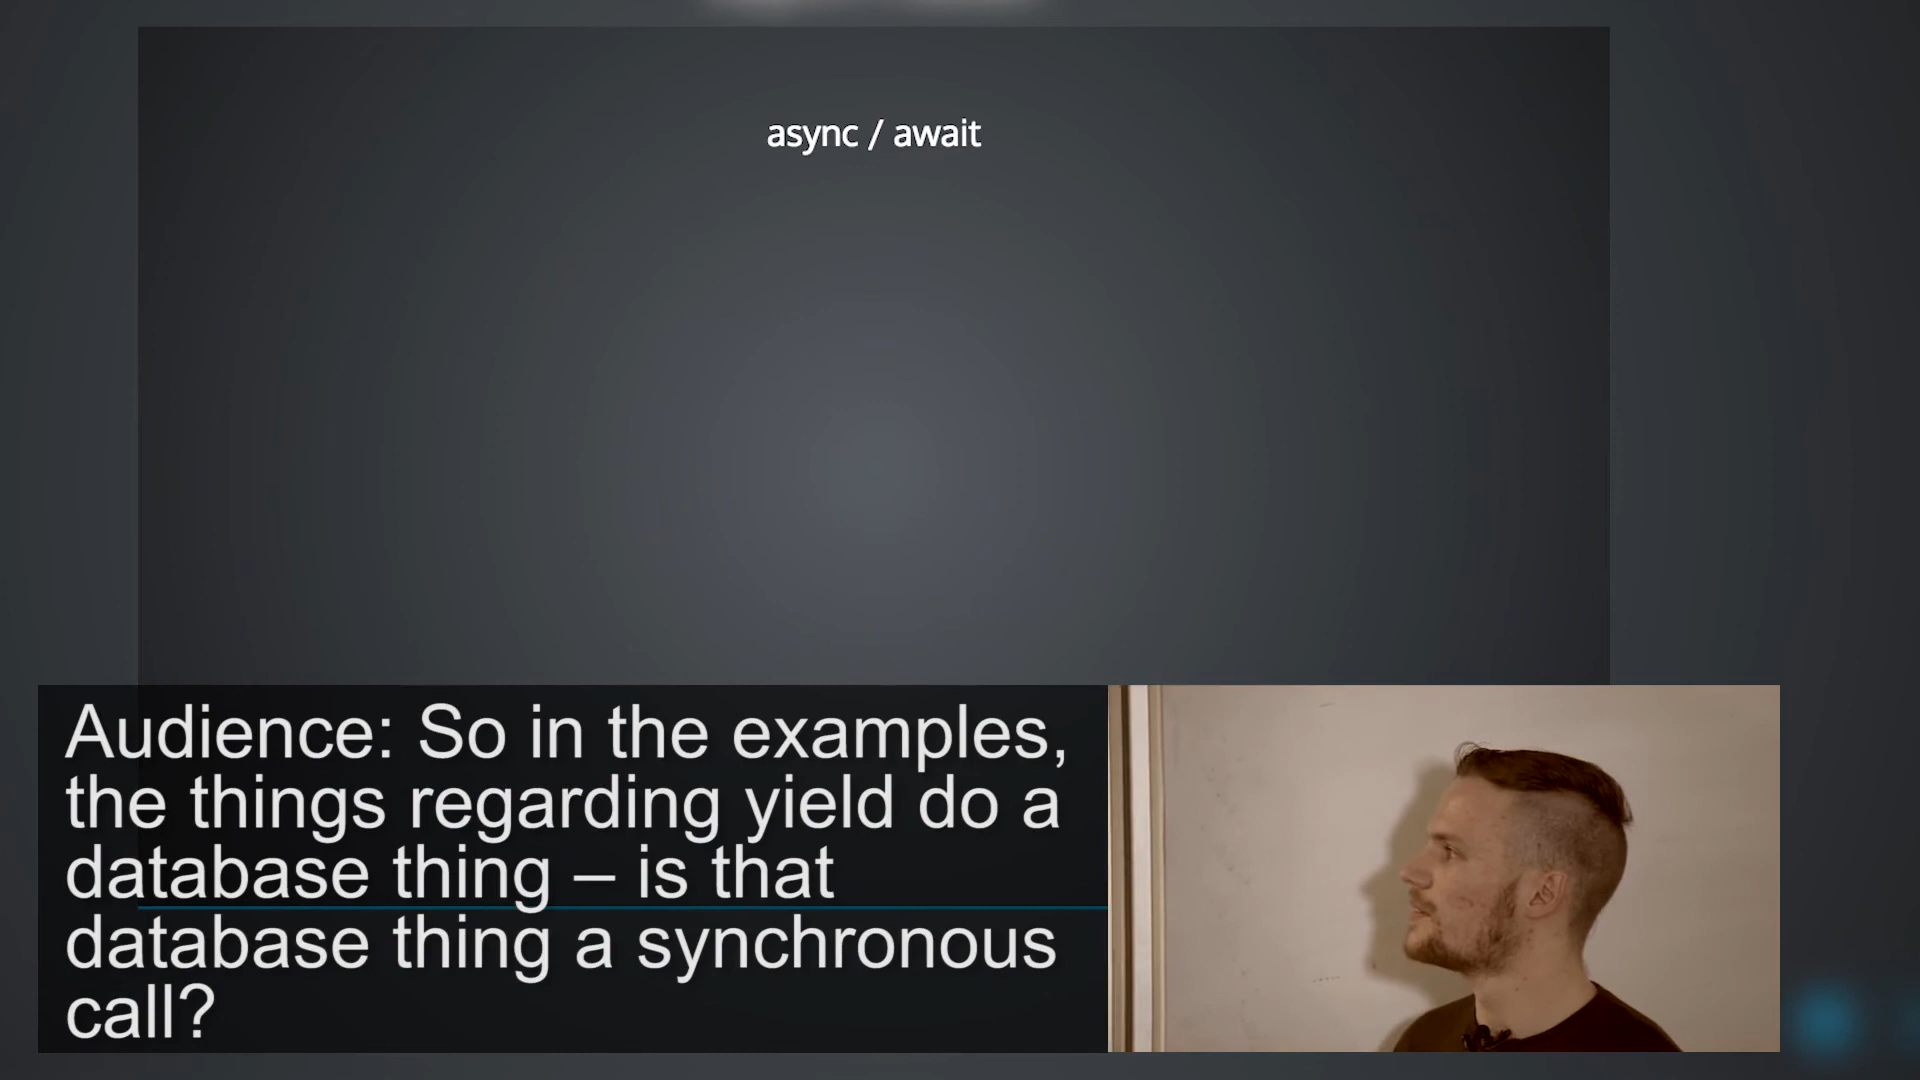 async / await
Audience: So in the examples,
the things regarding yield do a
database thing – is that
database thing a synchronous
call?